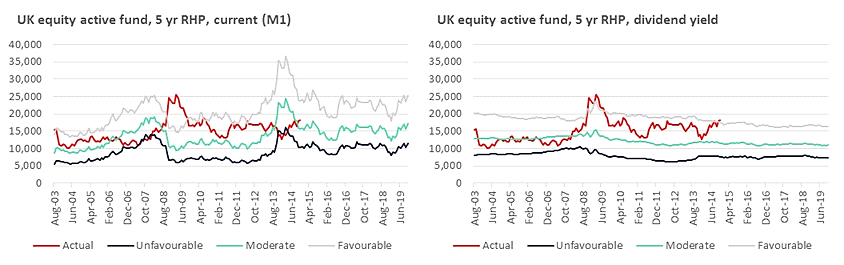 UK equity active fund, 5 yr RHP, current (M1)
40,000
35,000
30,000
25,000
20,000
15,000
10,000
5,000
0
Aug-03
Jun-04
Apr-05
Feb-06
Dec-06
Oct-07
Aug-08
Jun-09
Apr-10
Feb-11
Dec-11
Oct-12
Aug-13
Jun-14
Apr-15
Feb-16
Dec-16
Oct-17
Aug-18
Jun-19
Actual Unfavourable Moderate Favourable
UK equity active fund, 5 yr RHP, dividend yield
40,000
35,000
30,000
25,000
20,000
15,000
10,000
5,000
0
Aug-03
Jun-04
Apr-05
Feb-06
Dec-06
Oct-07
Aug-08
Jun-09
Apr-10
Feb-11
Dec-11
Oct-12
Aug-13
Jun-14
Apr-15
Feb-16
Dec-16
Oct-17
Aug-18
Jun-19
Actual Unfavourable Moderate Favourable